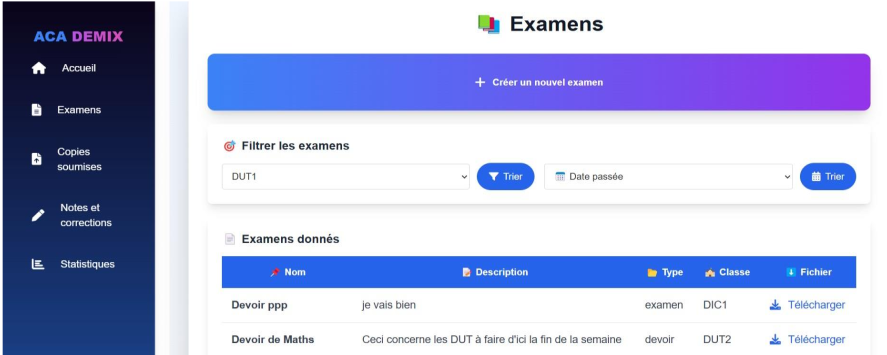 ACA DEMIX
Accueil
Examens
Copies
soumises
Notes et
corrections
Statistiques
Examens
+ Créer un nouvel examen
Filtrer les examens
DUT1
Trier
Date passée
Trier
Examens donnés
Nom Description Type Classe Fichier
Devoir ppp je vais bien examen DIC1 Télécharger
Devoir de Maths Ceci concerne les DUT à faire d'ici la fin de la semaine devoir DUT2 Télécharger